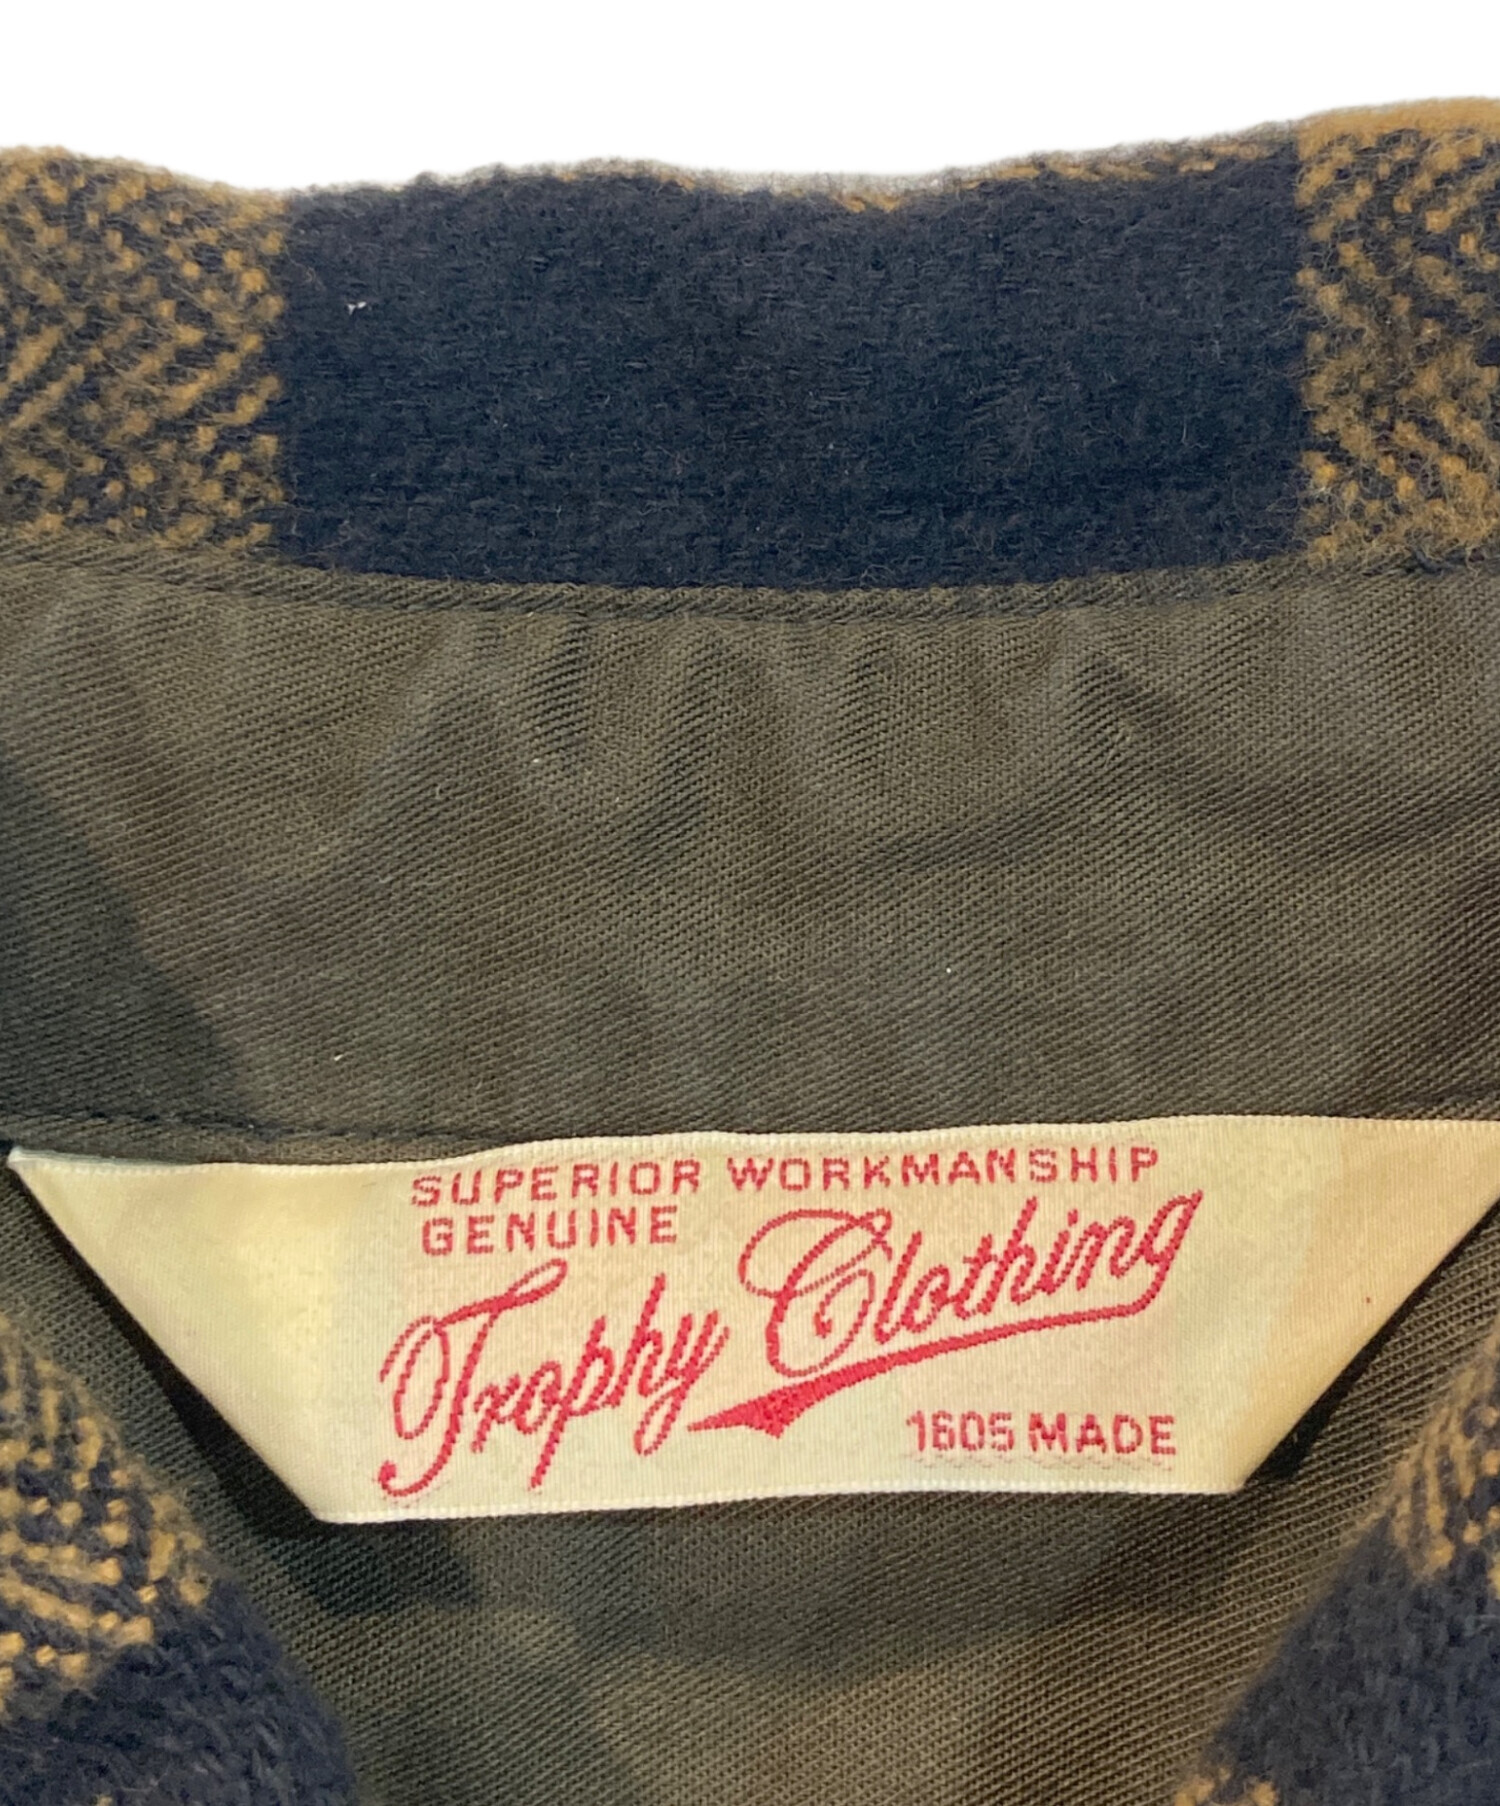 SUPERIOR WORKMANSHIP
GENUINE
Trophy Clothing
1605 MADE